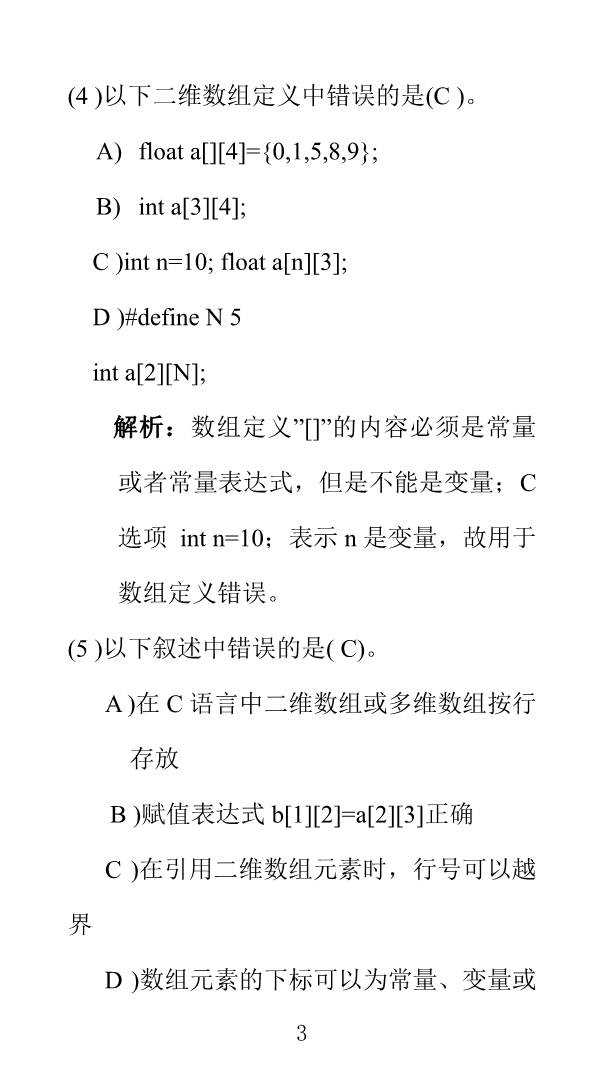 (4 )以下二维数组定义中错误的是(C )。
A) float a[][4]={0,1,5,8,9};
B) int a[3][4];
C )int n=10; float a[n][3];
D )#define N 5
int a[2][N];
解析：数组定义”[]”的内容必须是常量
或者常量表达式，但是不能是变量；C
选项 int n=10；表示 n 是变量，故用于
数组定义错误。
(5 )以下叙述中错误的是( C)。
A )在 C 语言中二维数组或多维数组按行
存放
B )赋值表达式 b[1][2]=a[2][3]正确
C )在引用二维数组元素时，行号可以越
界
D )数组元素的下标可以为常量、变量或
3